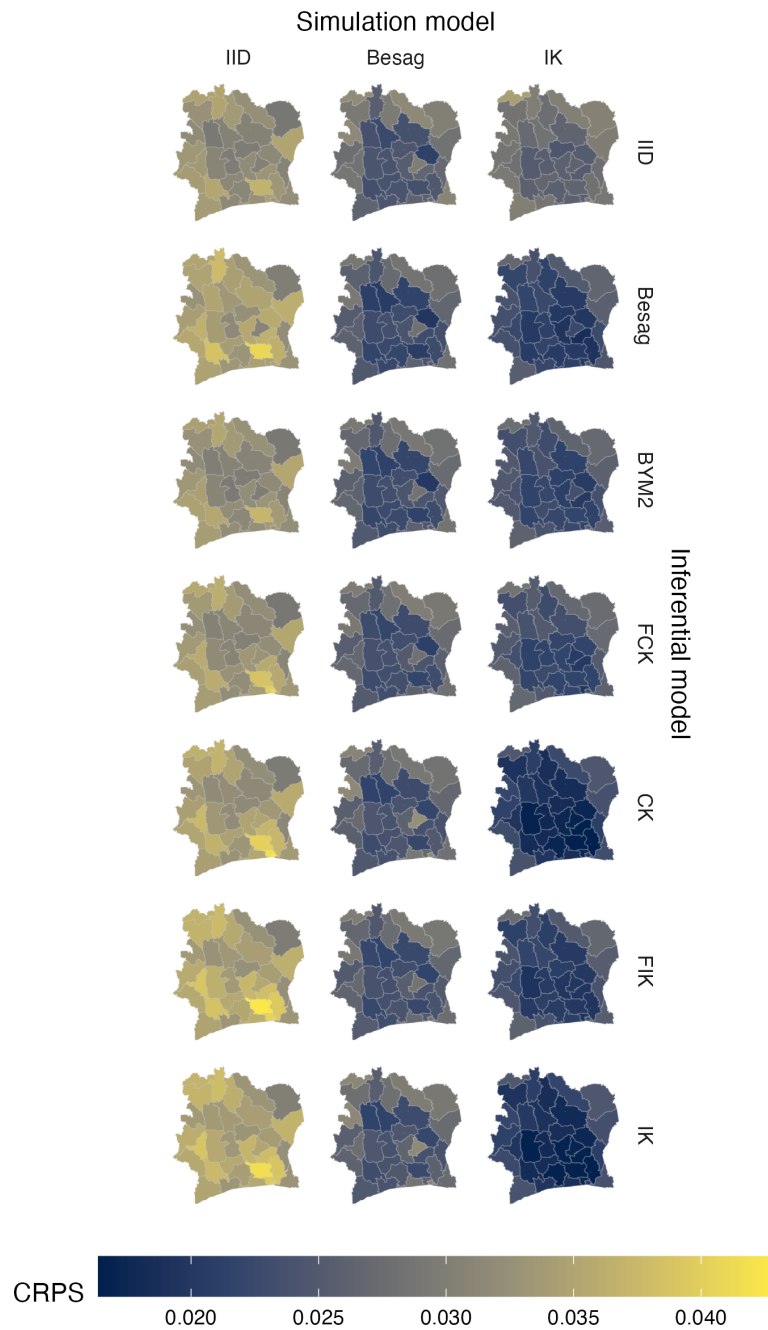 Simulation model
IID Besag IK
IID
Besag
BYM2
FCK
CK
FIK
IK
Inferential model
CRPS
0.020 0.025 0.030 0.035 0.040